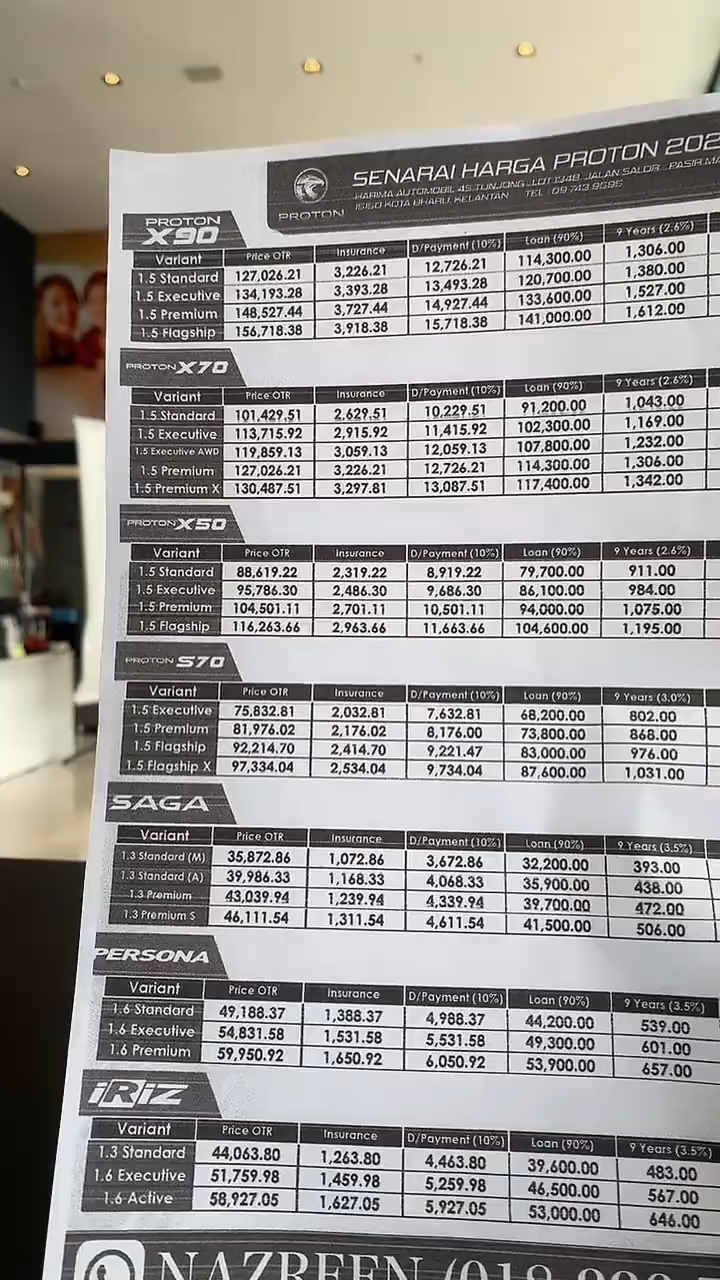 SENARAI HARGA PROTON 202
HARIMA AUTOMOBIL 45 TUNJONG, LOT 1348, JALAN SALOR, PASIR
15150 KOTA BHARU, KELANTAN TEL : 09 743 9595
PROTON
PROTON X90
Variant Price OTR Insurance D/Payment (10%) Loan (90%) 9 Years (2.6%)
1.5 Standard 127,026.21 3,226.21 12,726.21 114,300.00 1,306.00
1.5 Executive 134,193.28 3,393.28 13,493.28 120,700.00 1,380.00
1.5 Premium 148,527.44 3,727.44 14,927.44 133,600.00 1,527.00
1.5 Flagship 156,718.38 3,918.38 15,718.38 141,000.00 1,612.00
PROTON X70
Variant Price OTR Insurance D/Payment (10%) Loan (90%) 9 Years (2.6%)
1.5 Standard 101,429.51 2,629.51 10,229.51 91,200.00 1,043.00
1.5 Executive 113,715.92 2,915.92 11,415.92 102,300.00 1,169.00
1.5 Executive AWD 119,859.13 3,059.13 12,059.13 107,800.00 1,232.00
1.5 Premium 127,026.21 3,226.21 12,726.21 114,300.00 1,306.00
1.5 Premium X 130,487.51 3,297.81 13,087.51 117,400.00 1,342.00
PROTON X50
Variant Price OTR Insurance D/Payment (10%) Loan (90%) 9 Years (2.6%)
1.5 Standard 88,619.22 2,319.22 8,919.22 79,700.00 911.00
1.5 Executive 95,786.30 2,486.30 9,686.30 86,100.00 984.00
1.5 Premium 104,501.11 2,701.11 10,501.11 94,000.00 1,075.00
1.5 Flagship 116,263.66 2,963.66 11,663.66 104,600.00 1,195.00
PROTON S70
Variant Price OTR Insurance D/Payment (10%) Loan (90%) 9 Years (3.0%)
1.5 Executive 75,832.81 2,032.81 7,632.81 68,200.00 802.00
1.5 Premium 81,976.02 2,176.02 8,176.00 73,800.00 868.00
1.5 Flagship 92,214.70 2,414.70 9,221.47 83,000.00 976.00
1.5 Flagship X 97,334.04 2,534.04 9,734.04 87,600.00 1,031.00
SAGA
Variant Price OTR Insurance D/Payment (10%) Loan (90%) 9 Years (3.5%)
1.3 Standard (M) 35,872.86 1,072.86 3,672.86 32,200.00 393.00
1.3 Standard (A) 39,986.33 1,168.33 4,068.33 35,900.00 438.00
1.3 Premium 43,039.94 1,239.94 4,339.94 39,700.00 472.00
1.3 Premium S 46,111.54 1,311.54 4,611.54 41,500.00 506.00
PERSONA
Variant Price OTR Insurance D/Payment (10%) Loan (90%) 9 Years (3.5%)
1.6 Standard 49,188.37 1,388.37 4,988.37 44,200.00 539.00
1.6 Executive 54,831.58 1,531.58 5,531.58 49,300.00 601.00
1.6 Premium 59,950.92 1,650.92 6,050.92 53,900.00 657.00
iRiZ
Variant Price OTR Insurance D/Payment (10%) Loan (90%) 9 Years (3.5%)
1.3 Standard 44,063.80 1,263.80 4,463.80 39,600.00 483.00
1.6 Executive 51,759.98 1,459.98 5,259.98 46,500.00 567.00
1.6 Active 58,927.05 1,627.05 5,927.05 53,000.00 646.00
NAZREEN (019